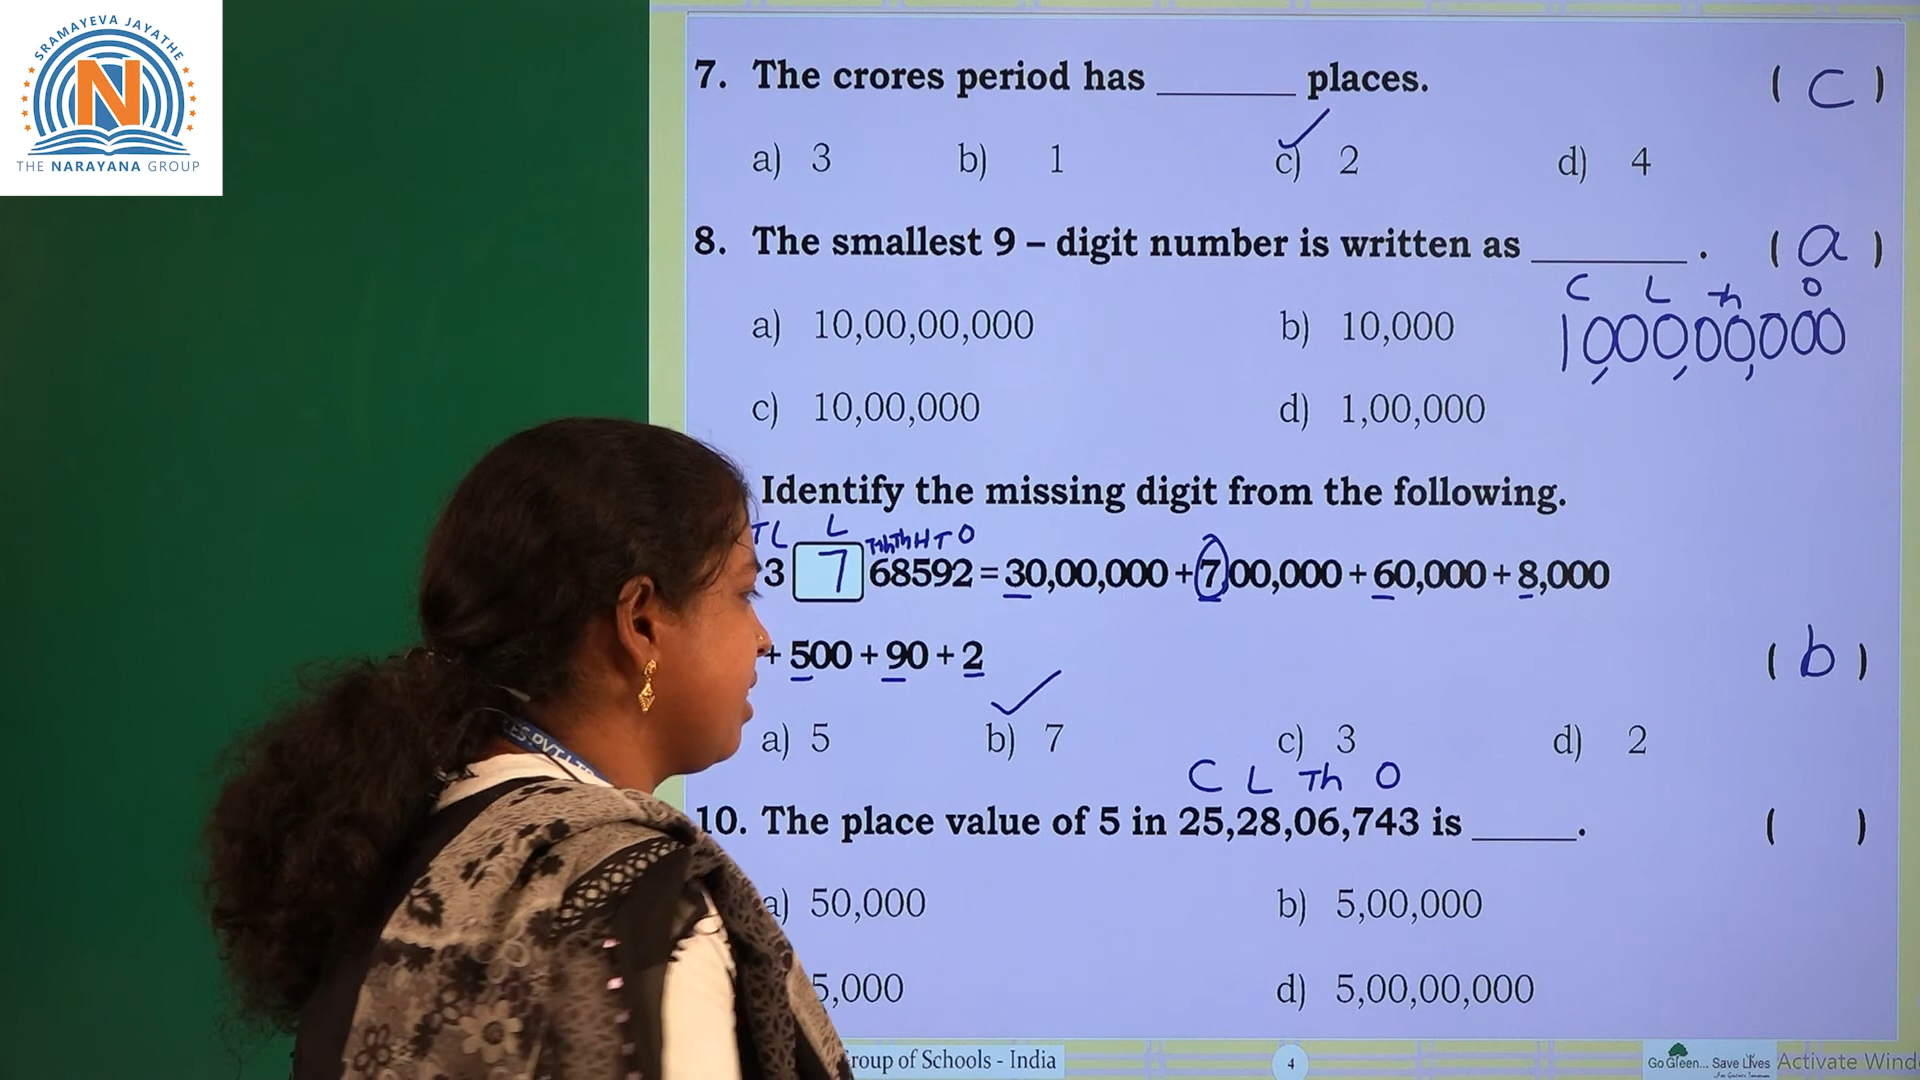 SRAMAYEVA JAYATHE
N
THE NARAYANA GROUP
7. The crores period has ______ places. ( c )
a) 3 b) 1 c) 2 d) 4
8. The smallest 9 – digit number is written as ______ . ( a )
C L Th O
a) 10,00,00,000 b) 10,000 10,00,00,000
c) 10,00,000 d) 1,00,000
Identify the missing digit from the following.
TL L TTh Th H T O
3 7 68592 = 30,00,000 + 7,00,000 + 60,000 + 8,000
+ 500 + 90 + 2 ( b )
a) 5 b) 7 c) 3 d) 2
C L Th O
10. The place value of 5 in 25,28,06,743 is ______. ( )
a) 50,000 b) 5,00,000
5,000 d) 5,00,00,000
Group of Schools - India 4 Go Green... Save Lives Activate Wind